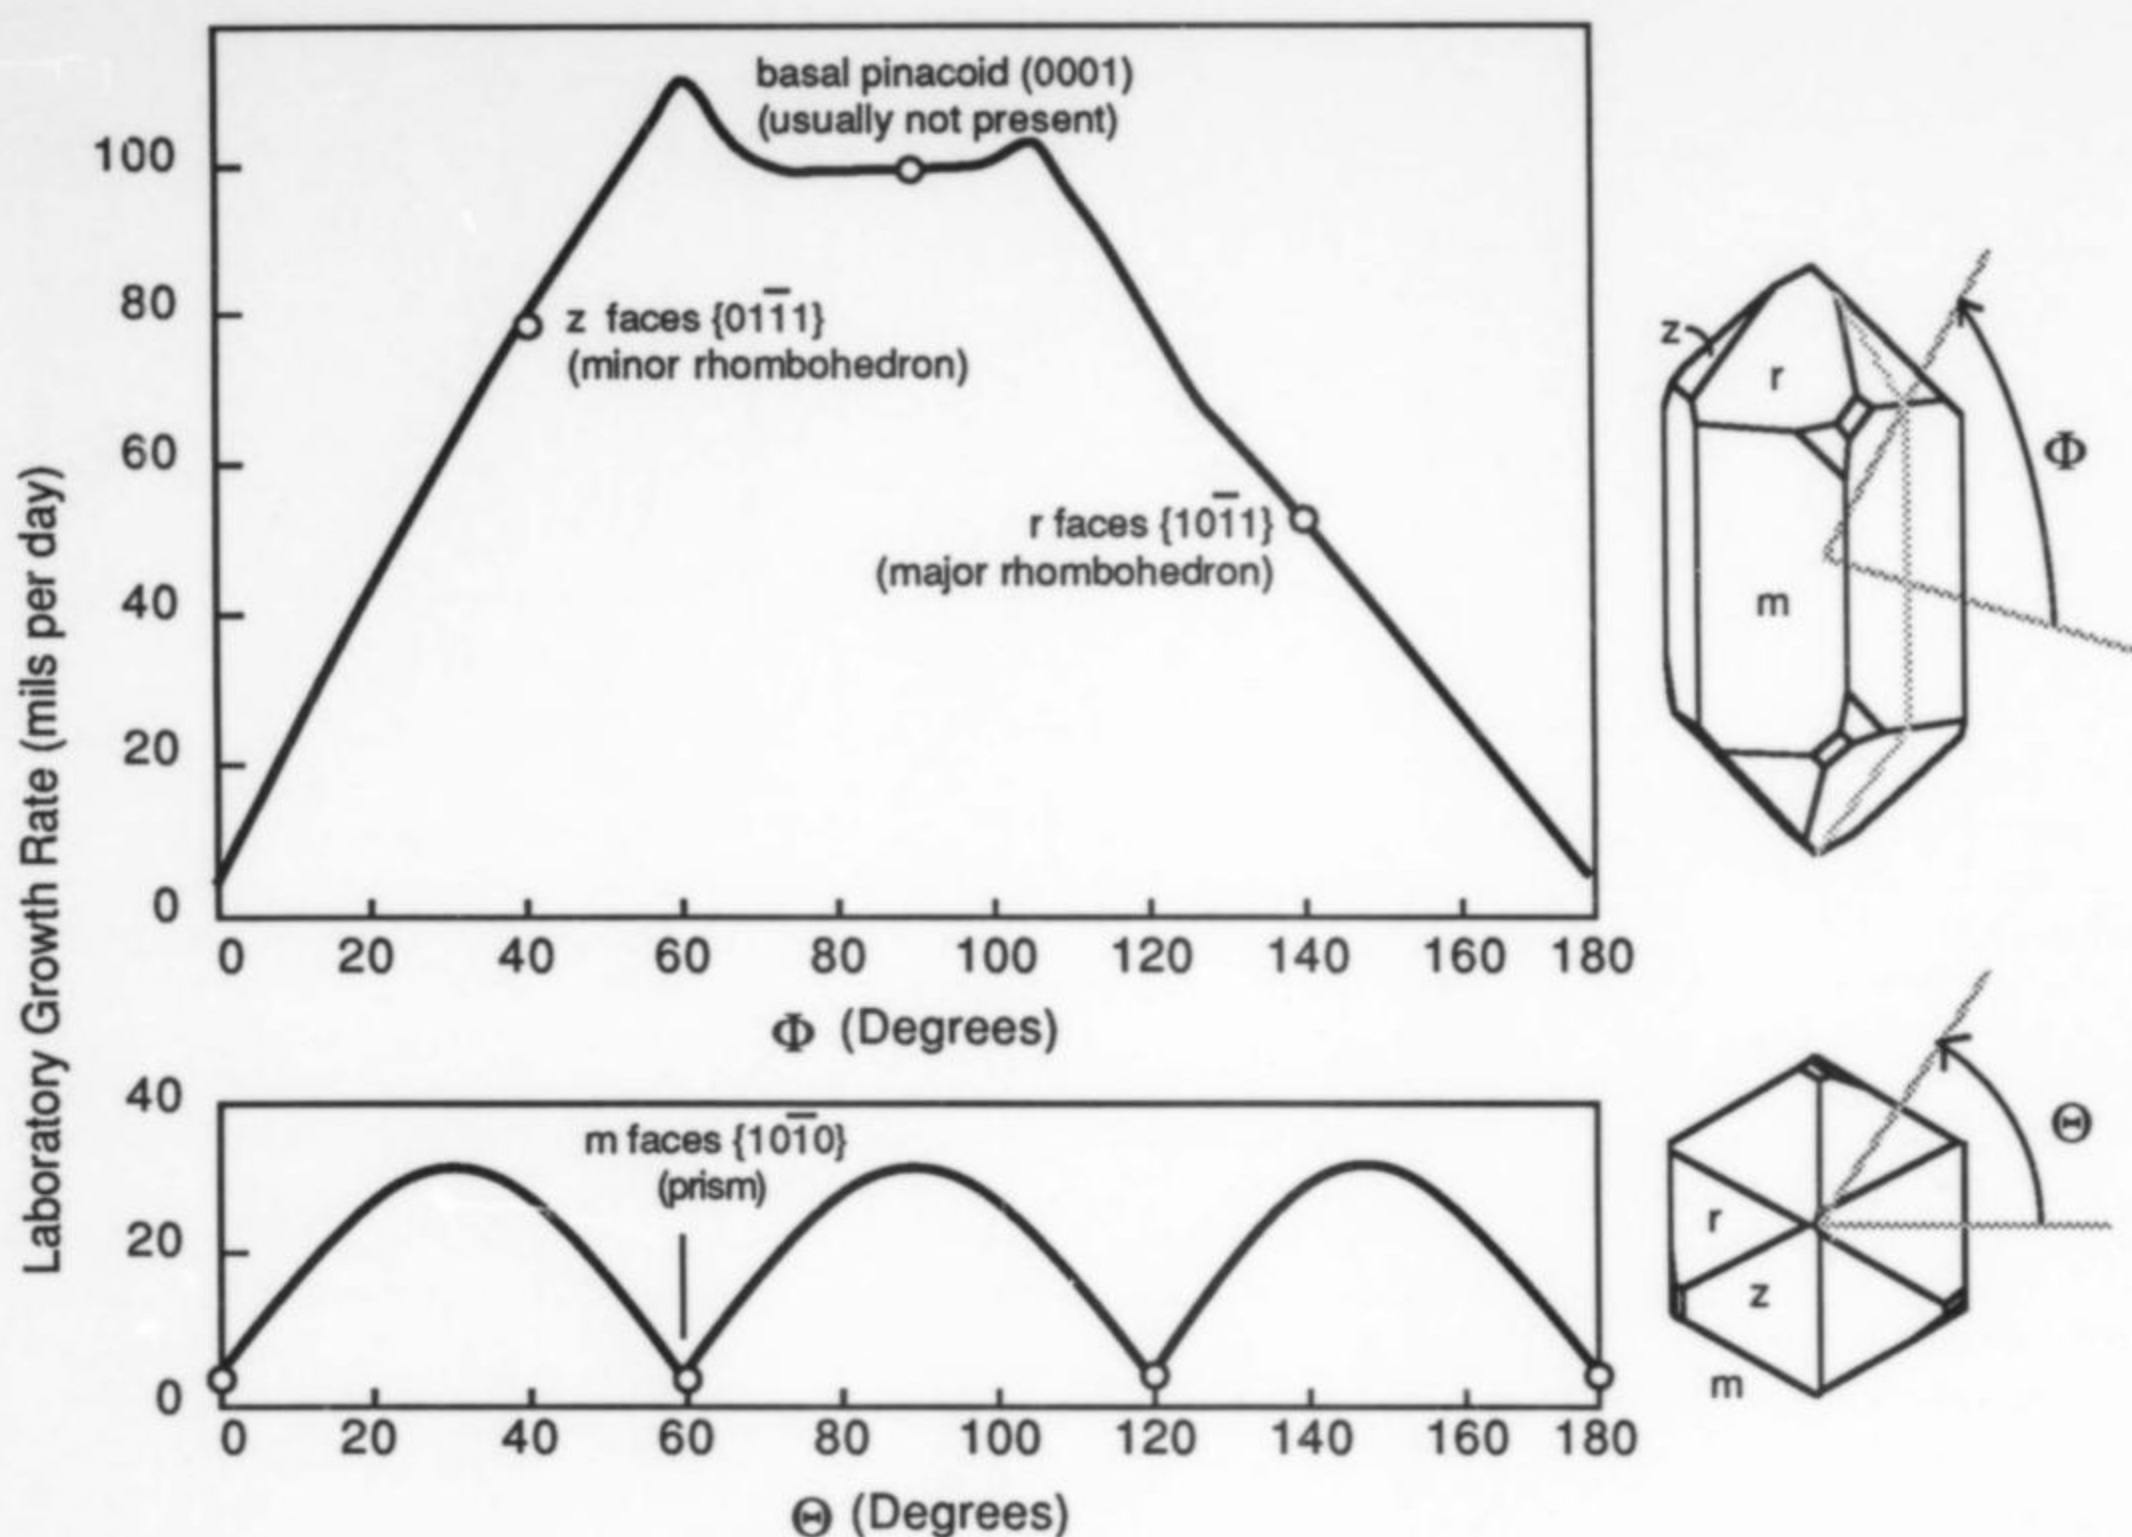 Laboratory Growth Rate (mils per day)
basal pinacoid (0001)
(usually not present)
z faces {011̅1}
(minor rhombohedron)
r faces {101̅1}
(major rhombohedron)
100
80
60
40
20
0
0 20 40 60 80 100 120 140 160 180
Φ (Degrees)
z
r
m
Φ
m faces {101̅0}
(prism)
40
20
0
0 20 40 60 80 100 120 140 160 180
Θ (Degrees)
r
z
m
Θ